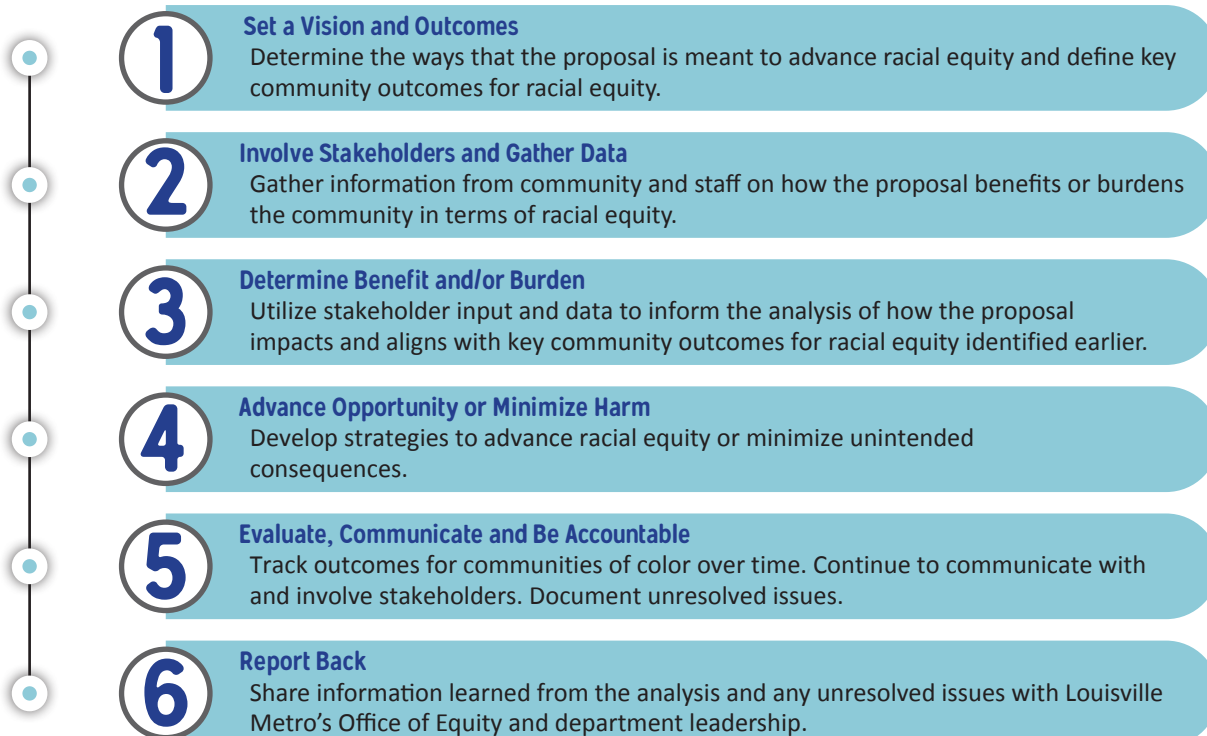 1
Set a Vision and Outcomes
Determine the ways that the proposal is meant to advance racial equity and define key
community outcomes for racial equity.
2
Involve Stakeholders and Gather Data
Gather information from community and staff on how the proposal benefits or burdens
the community in terms of racial equity.
3
Determine Benefit and/or Burden
Utilize stakeholder input and data to inform the analysis of how the proposal
impacts and aligns with key community outcomes for racial equity identified earlier.
4
Advance Opportunity or Minimize Harm
Develop strategies to advance racial equity or minimize unintended
consequences.
5
Evaluate, Communicate and Be Accountable
Track outcomes for communities of color over time. Continue to communicate with
and involve stakeholders. Document unresolved issues.
6
Report Back
Share information learned from the analysis and any unresolved issues with Louisville
Metro's Office of Equity and department leadership.